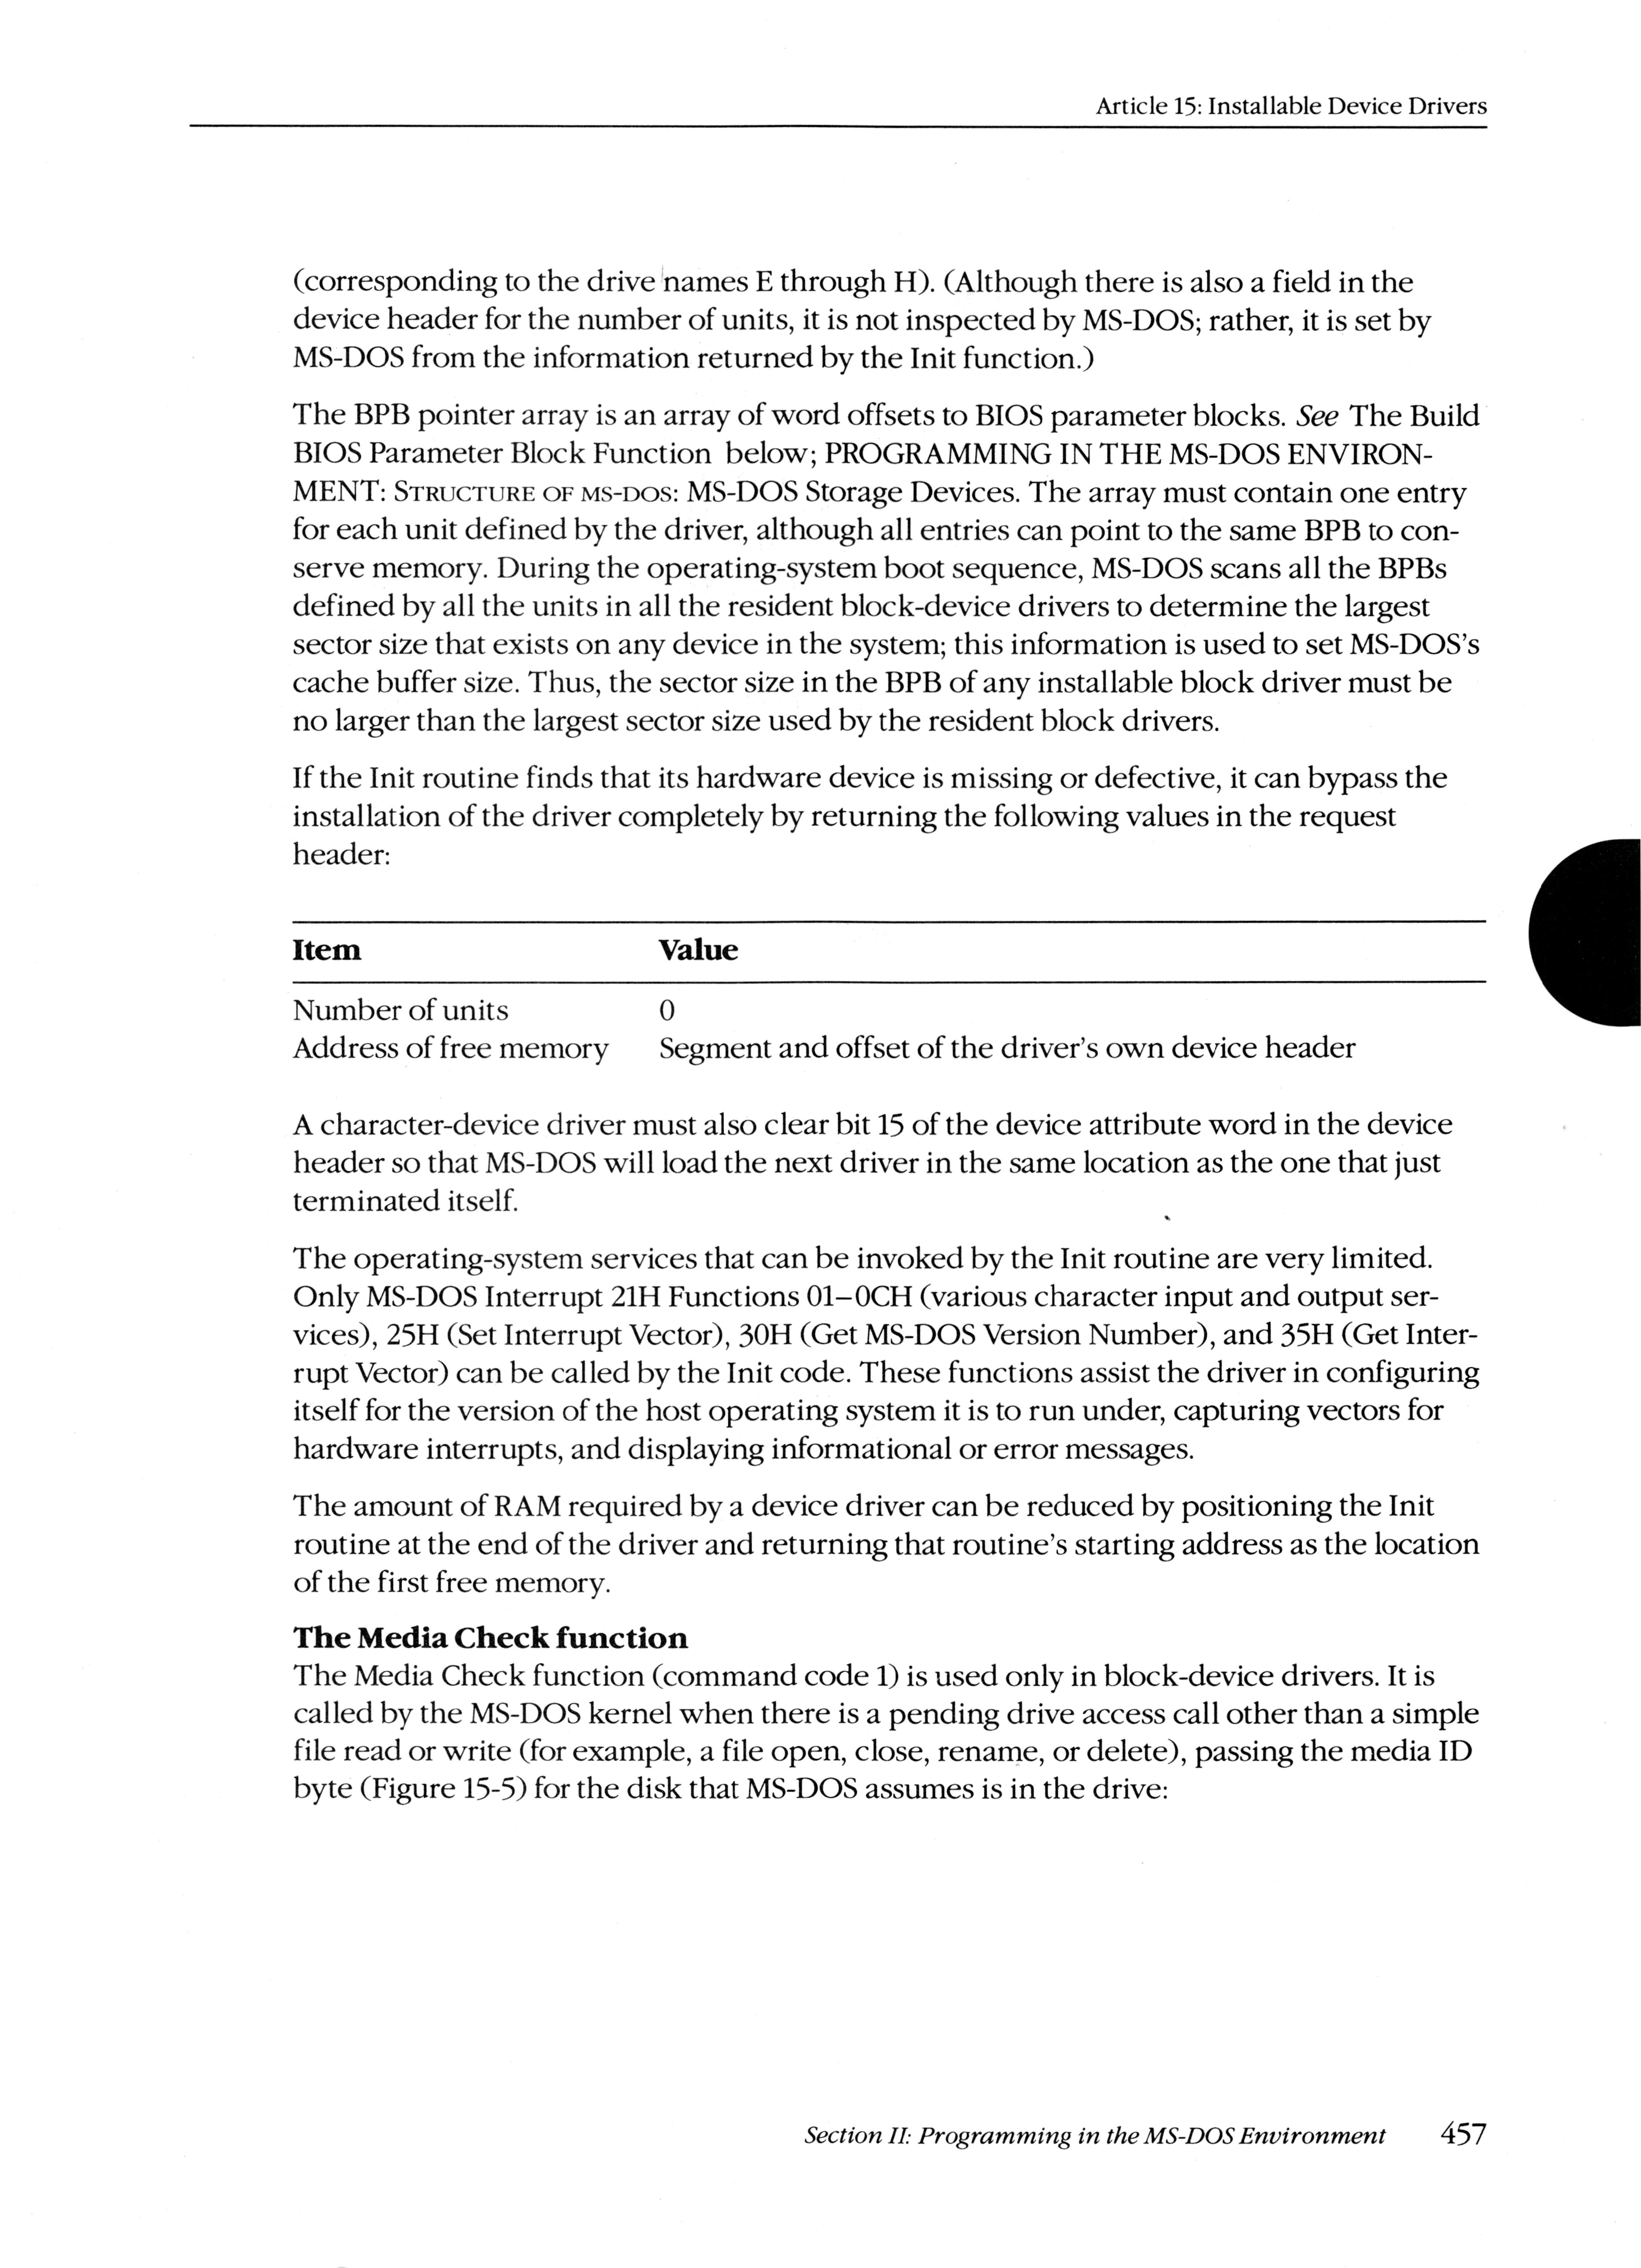 Article 15: Installable Device Drivers
(corresponding to the drive names E through H). (Although there is also a field in the
device header for the number of units, it is not inspected by MS-DOS; rather, it is set by
MS-DOS from the information returned by the Init function.)
The BPB pointer array is an array of word offsets to BIOS parameter blocks. See The Build
BIOS Parameter Block Function below; PROGRAMMING IN THE MS-DOS ENVIRON-
MENT: STRUCTURE OF MS-DOS: MS-DOS Storage Devices. The array must contain one entry
for each unit defined by the driver, although all entries can point to the same BPB to con-
serve memory. During the operating-system boot sequence, MS-DOS scans all the BPBs
defined by all the units in all the resident block-device drivers to determine the largest
sector size that exists on any device in the system; this information is used to set MS-DOS's
cache buffer size. Thus, the sector size in the BPB of any installable block driver must be
no larger than the largest sector size used by the resident block drivers.
If the Init routine finds that its hardware device is missing or defective, it can bypass the
installation of the driver completely by returning the following values in the request
header:
Item Value
Number of units 0
Address of free memory Segment and offset of the driver's own device header
A character-device driver must also clear bit 15 of the device attribute word in the device
header so that MS-DOS will load the next driver in the same location as the one that just
terminated itself.
The operating-system services that can be invoked by the Init routine are very limited.
Only MS-DOS Interrupt 21H Functions 01–0CH (various character input and output ser-
vices), 25H (Set Interrupt Vector), 30H (Get MS-DOS Version Number), and 35H (Get Inter-
rupt Vector) can be called by the Init code. These functions assist the driver in configuring
itself for the version of the host operating system it is to run under, capturing vectors for
hardware interrupts, and displaying informational or error messages.
The amount of RAM required by a device driver can be reduced by positioning the Init
routine at the end of the driver and returning that routine's starting address as the location
of the first free memory.
The Media Check function
The Media Check function (command code 1) is used only in block-device drivers. It is
called by the MS-DOS kernel when there is a pending drive access call other than a simple
file read or write (for example, a file open, close, rename, or delete), passing the media ID
byte (Figure 15-5) for the disk that MS-DOS assumes is in the drive:
Section II: Programming in the MS-DOS Environment 457